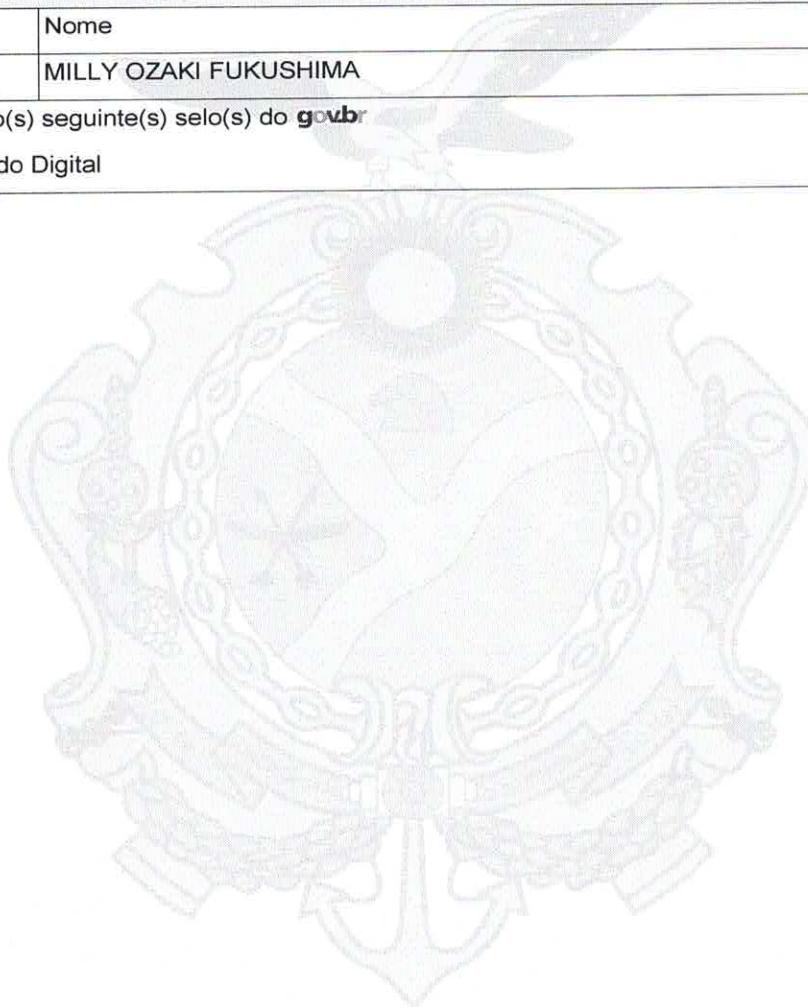 Nome
MILLY OZAKI FUKUSHIMA
o(s) seguinte(s) selo(s) do gov.br
do Digital